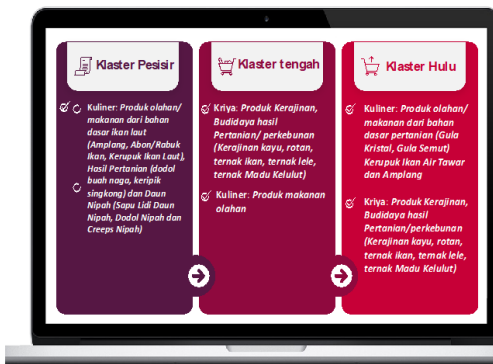 Klaster Pesisir
Kuliner: Produk olahan/
makanan dari bahan
dasar ikan laut
(Amplang, Abon/Rabuk
Ikan, Kerupuk Ikan Laut),
Hasil Pertanian (dodol
buah naga, keripik
singkong) dan Daun
Nipah (Sapu Lidi Daun
Nipah, Dodol Nipah dan
Creeps Nipah)
Klaster tengah
Kriya: Produk Kerajinan,
Budidaya hasil
Pertanian/ perkebunan
(Kerajinan kayu, rotan,
ternak ikan, ternak lele,
ternak Madu Kelulut)
Kuliner: Produk makanan
olahan
Klaster Hulu
Kuliner: Produk olahan/
makanan dari bahan
dasar pertanian (Gula
Kristal, Gula Semut)
Kerupuk Ikan Air Tawar
dan Amplang
Kriya: Produk Kerajinan,
Budidaya hasil
Pertanian/perkebunan
(Kerajinan kayu, rotan,
ternak ikan, ternak lele,
ternak Madu Kelulut)